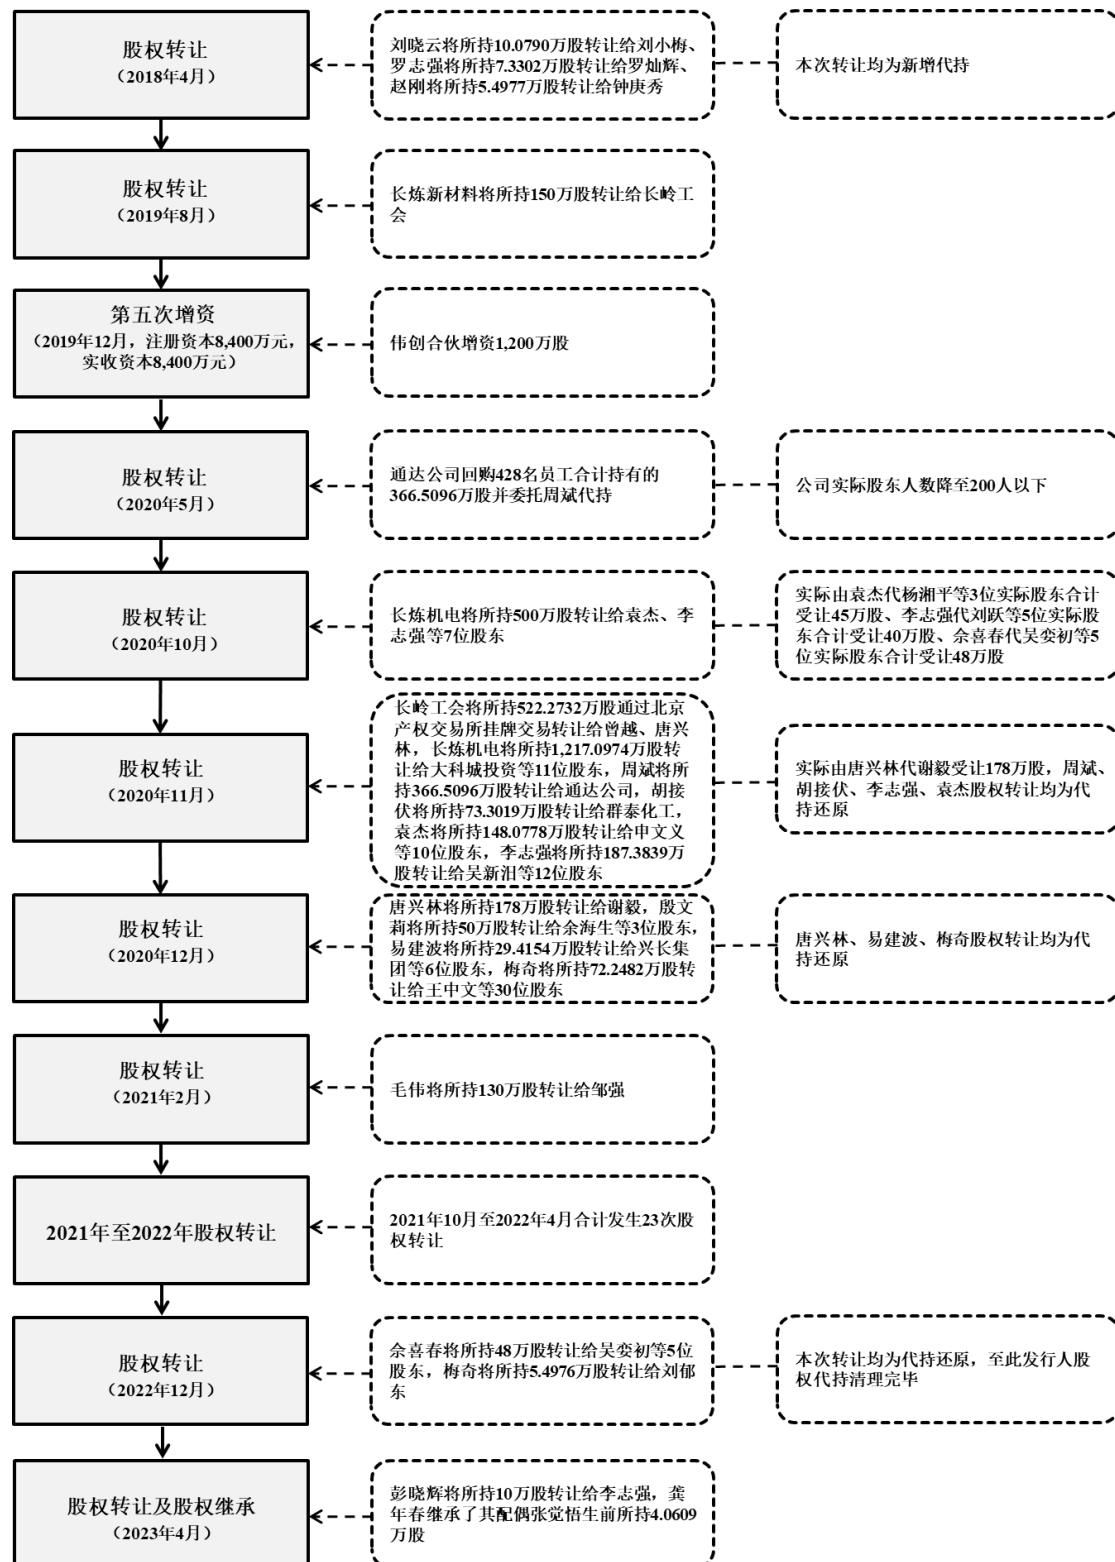 股权转让
（2018年4月）
刘晓云将所持10.0790万股转让给刘小梅、
罗志强将所持7.3302万股转让给罗灿辉、
赵刚将所持5.4977万股转让给钟庚秀
本次转让均为新增代持
股权转让
（2019年8月）
长炼新材料将所持150万股转让给长岭工
会
第五次增资
（2019年12月，注册资本8,400万元，
实收资本8,400万元）
伟创合伙增资1,200万股
股权转让
（2020年5月）
通达公司回购428名员工合计持有的
366.5096万股并委托周斌代持
公司实际股东人数降至200人以下
股权转让
（2020年10月）
长炼机电将所持500万股转让给袁杰、李
志强等7位股东
实际由袁杰代杨湘平等3位实际股东合计
受让45万股、李志强代刘跃等5位实际股
东合计受让40万股、佘喜春代吴娈初等5
位实际股东合计受让48万股
股权转让
（2020年11月）
长岭工会将所持522.2732万股通过北京
产权交易所挂牌交易转让给曾越、唐兴
林，长炼机电将所持1,217.0974万股转
让给大科城投资等11位股东，周斌将所
持366.5096万股转让给通达公司，胡接
伏将所持73.3019万股转让给群泰化工，
袁杰将所持148.0778万股转让给申文义
等10位股东，李志强将所持187.3839万
股转让给吴新泪等12位股东
实际由唐兴林代谢毅受让178万股，周斌、
胡接伏、李志强、袁杰股权转让均为代
持还原
股权转让
（2020年12月）
唐兴林将所持178万股转让给谢毅，殷文
莉将所持50万股转让给余海生等3位股东，
易建波将所持29.4154万股转让给兴长集
团等6位股东，梅奇将所持72.2482万股转
让给王中文等30位股东
唐兴林、易建波、梅奇股权转让均为代
持还原
股权转让
（2021年2月）
毛伟将所持130万股转让给邹强
2021年至2022年股权转让
2021年10月至2022年4月合计发生23次股
权转让
股权转让
（2022年12月）
佘喜春将所持48万股转让给吴娈初等5位
股东，梅奇将所持5.4976万股转让给刘郁
东
本次转让均为代持还原，至此发行人股
权代持清理完毕
股权转让及股权继承
（2023年4月）
彭晓辉将所持10万股转让给李志强，龚
年春继承了其配偶张觉悟生前所持4.0609
万股